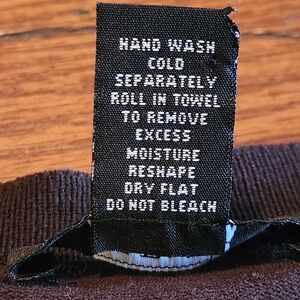 HAND WASH
COLD
SEPARATELY
ROLL IN TOWEL
TO REMOVE
EXCESS
MOISTURE
RESHAPE
DRY FLAT
DO NOT BLEACH